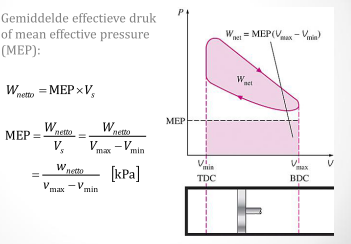 Gemiddelde effectieve druk
of mean effective pressure
(MEP):
W_netto = MEP × V_s
MEP = W_netto / V_s = W_netto / (V_max − V_min)
= w_netto / (v_max − v_min) [kPa]
P
W_net = MEP(V_max − V_min)
W_net
MEP
V_min V_max V
TDC BDC